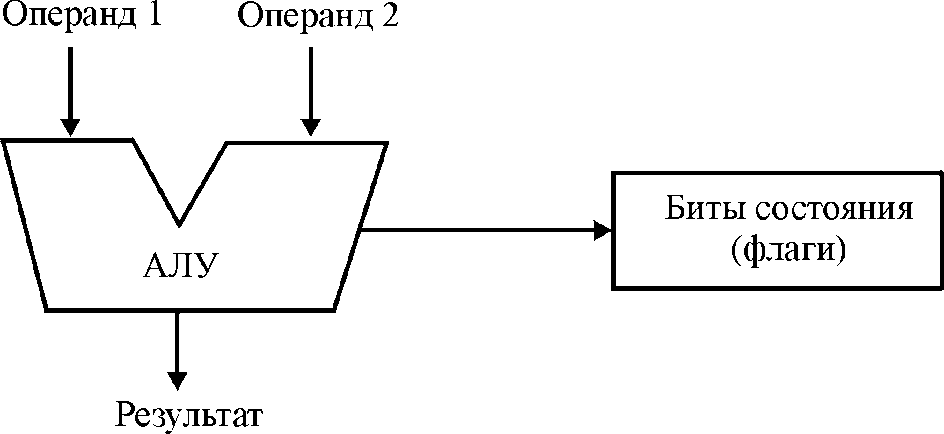 Операнд 1
Операнд 2
АЛУ
Биты состояния
(флаги)
Результат